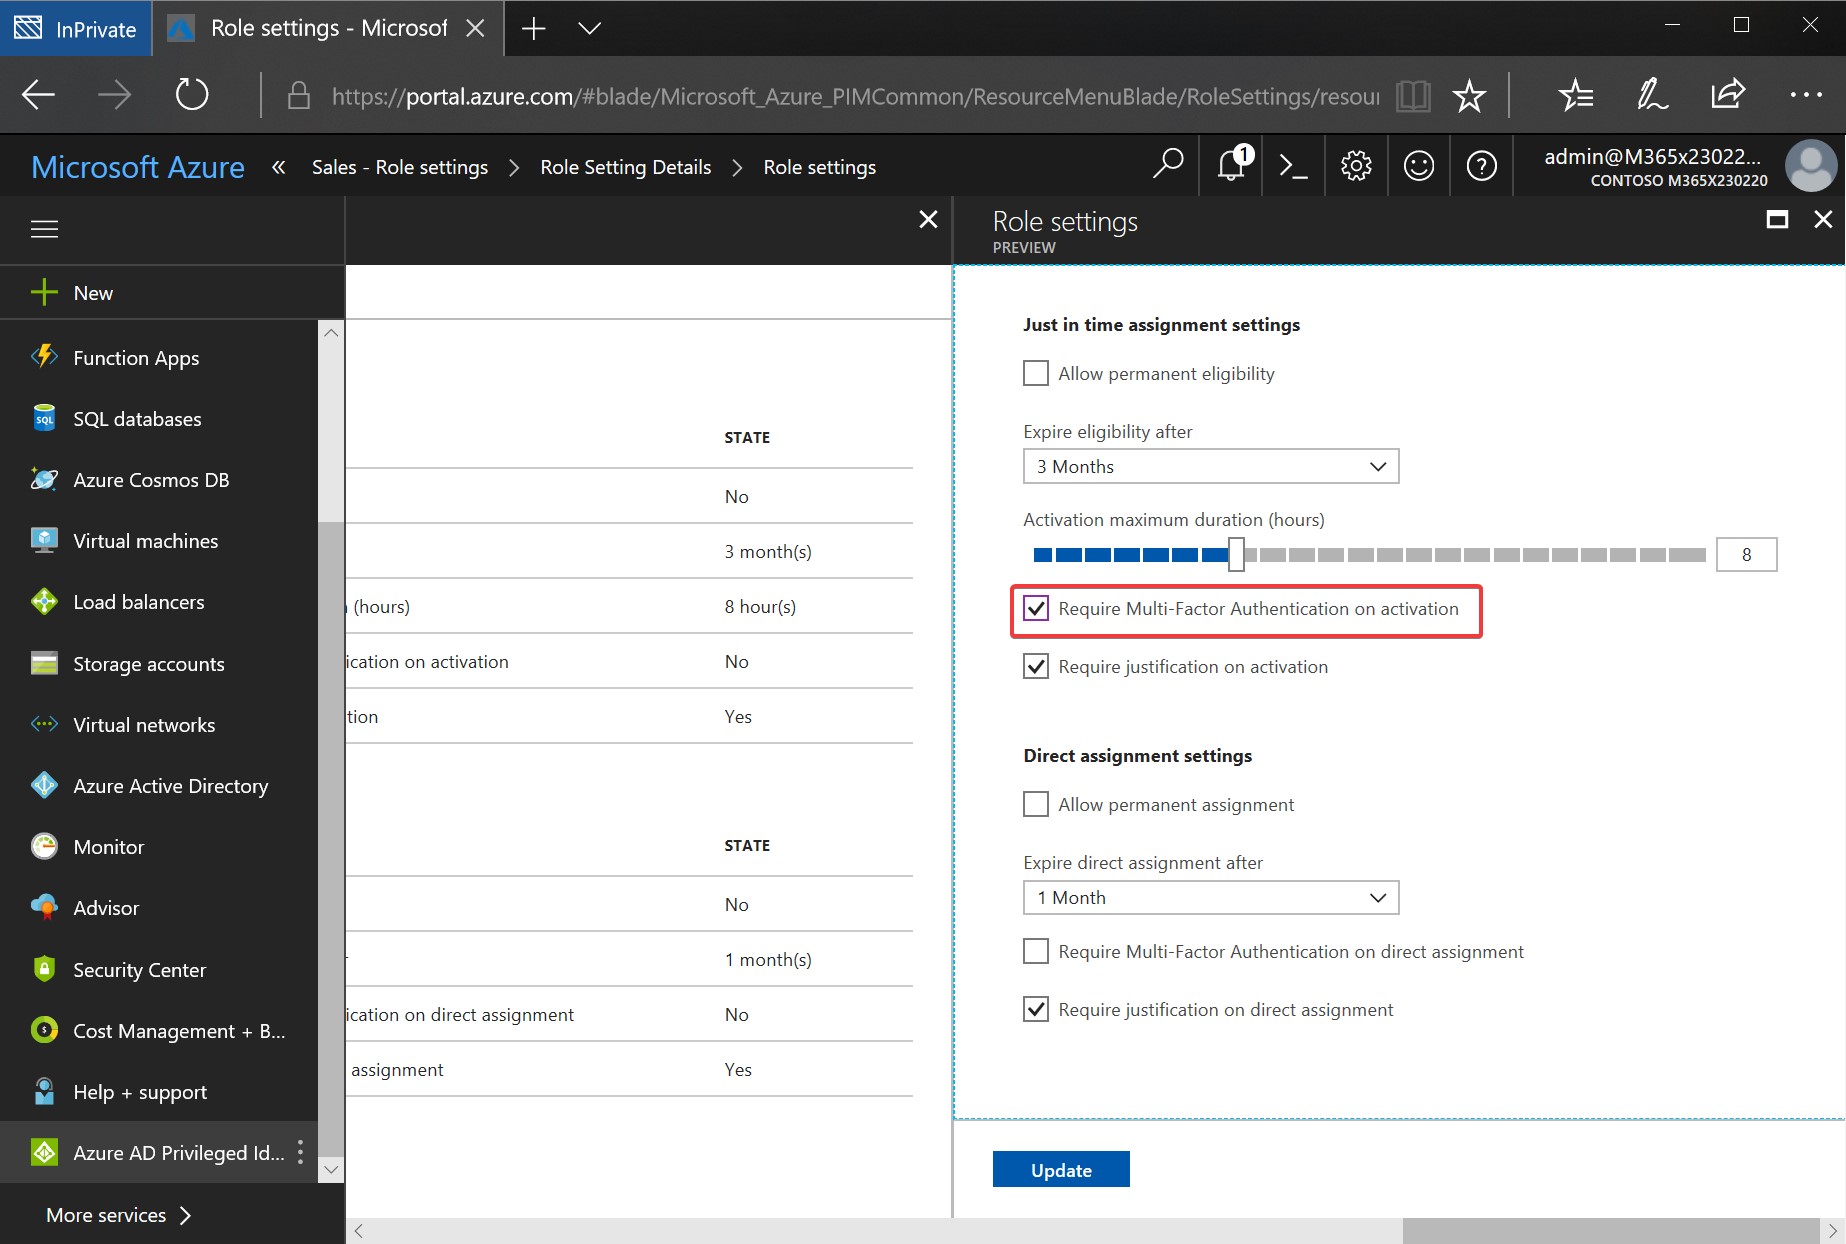 InPrivate
Role settings - Microsof
https://portal.azure.com/#blade/Microsoft_Azure_PIMCommon/ResourceMenuBlade/RoleSettings/resour
Microsoft Azure
« Sales - Role settings > Role Setting Details > Role settings
1
admin@M365x23022...
CONTOSO M365X230220
New
Function Apps
SQL databases
Azure Cosmos DB
Virtual machines
Load balancers
Storage accounts
Virtual networks
Azure Active Directory
Monitor
Advisor
Security Center
Cost Management + B...
Help + support
Azure AD Privileged Id...
More services >
STATE
No
3 month(s)
(hours) 8 hour(s)
ication on activation No
tion Yes
STATE
No
1 month(s)
ication on direct assignment No
assignment Yes
Role settings
PREVIEW
Just in time assignment settings
Allow permanent eligibility
Expire eligibility after
3 Months
Activation maximum duration (hours)
8
Require Multi-Factor Authentication on activation
Require justification on activation
Direct assignment settings
Allow permanent assignment
Expire direct assignment after
1 Month
Require Multi-Factor Authentication on direct assignment
Require justification on direct assignment
Update